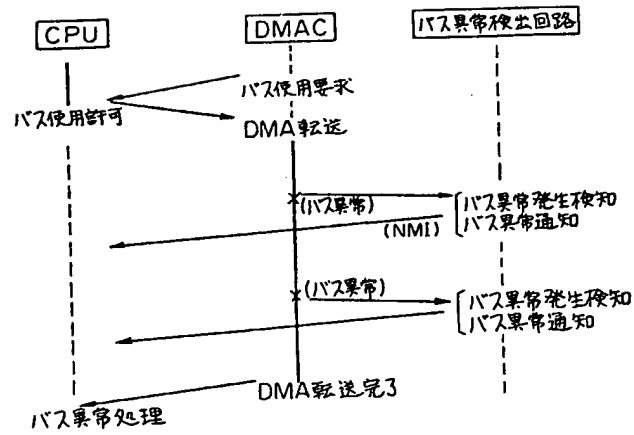 CPU
DMAC
バス異常検出回路
バス使用要求
バス使用許可
DMA転送
(バス異常)
バス異常発生検知
(NMI)
バス異常通知
(バス異常)
バス異常発生検知
バス異常通知
DMA転送完了
バス異常処理